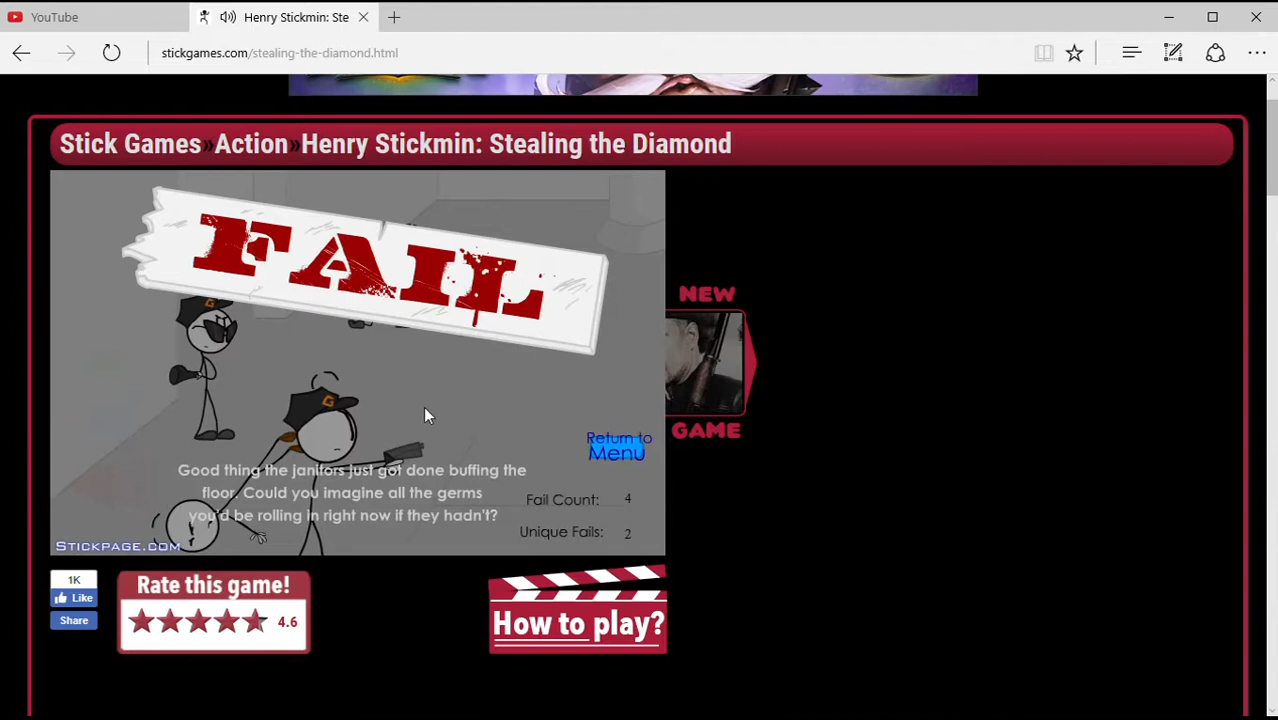 YouTube
Henry Stickmin: Ste
stickgames.com/stealing-the-diamond.html
Stick Games»Action»Henry Stickmin: Stealing the Diamond
FAIL
NEW
GAME
G
G
Return to
Menu
Good thing the janitors just got done buffing the
floor. Could you imagine all the germs
you'd be rolling in right now if they hadn't?
Fail Count: 4
Unique Fails: 2
STICKPAGE.COM
1K
Like
Share
Rate this game!
4.6
How to play?